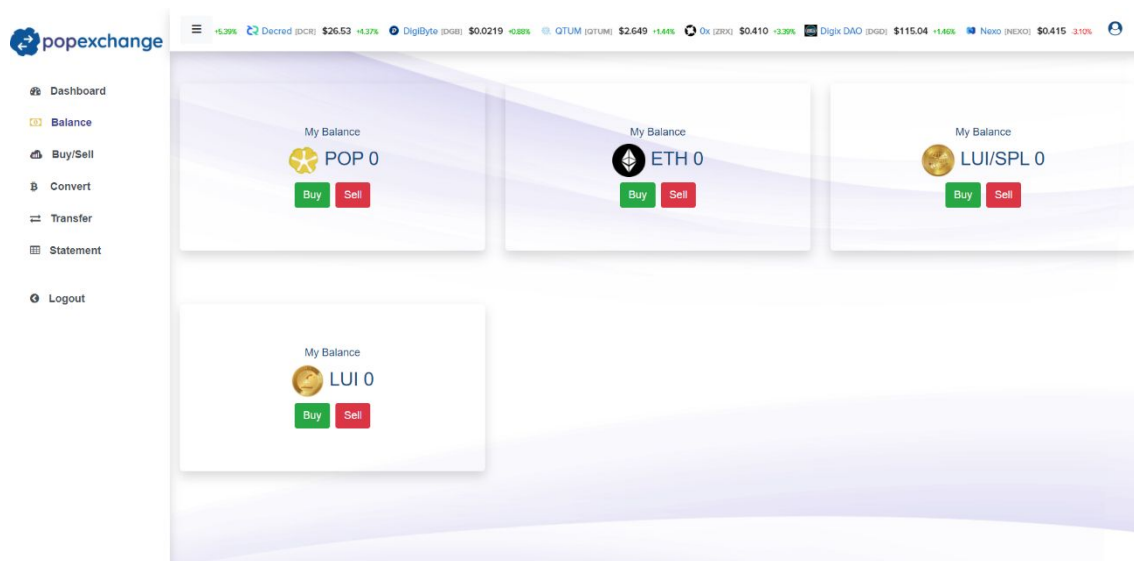 popexchange
+5.39% Decred [DCR] $26.53 +4.37% DigiByte [DGB] $0.0219 +0.88% QTUM [QTUM] $2.649 +1.44% 0x [ZRX] $0.410 +3.39% Digix DAO [DGD] $115.04 +1.46% Nexo [NEXO] $0.415 -3.10%
Dashboard
Balance
Buy/Sell
Convert
Transfer
Statement
Logout
My Balance
POP 0
Buy Sell
My Balance
ETH 0
Buy Sell
My Balance
LUI/SPL 0
Buy Sell
My Balance
LUI 0
Buy Sell